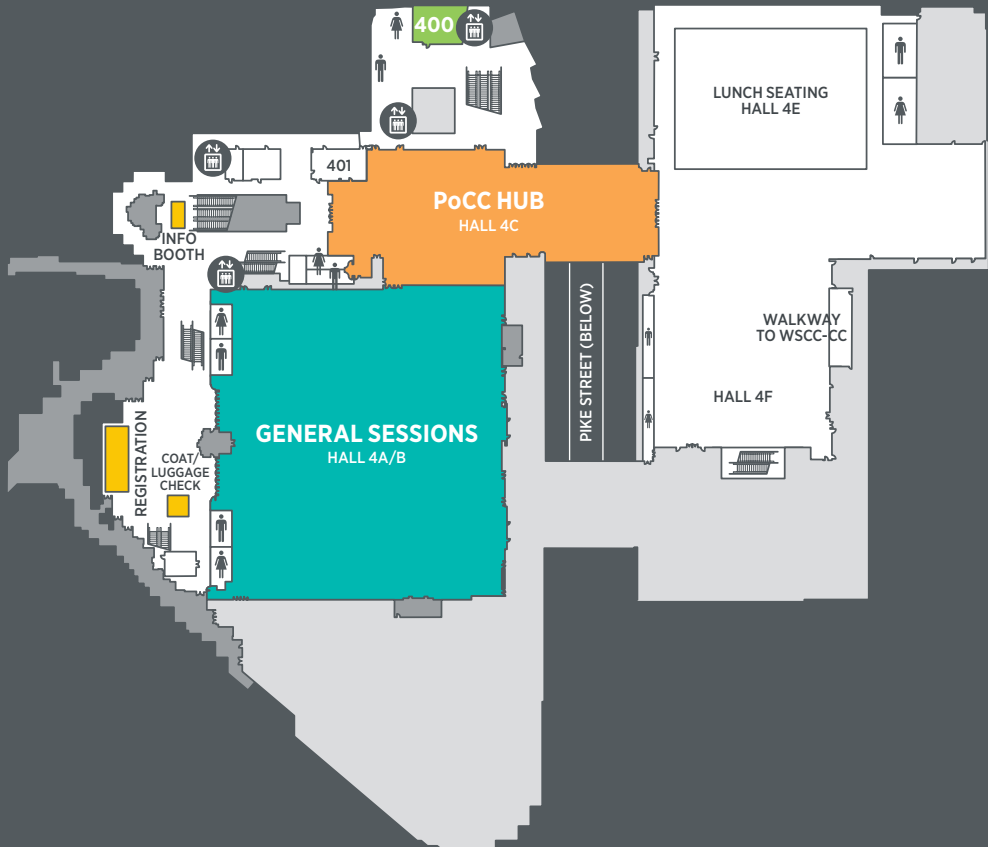 400
LUNCH SEATING
HALL 4E
401
PoCC HUB
HALL 4C
INFO
BOOTH
PIKE STREET (BELOW)
WALKWAY
TO WSCC-CC
HALL 4F
GENERAL SESSIONS
HALL 4A/B
REGISTRATION
COAT/
LUGGAGE
CHECK